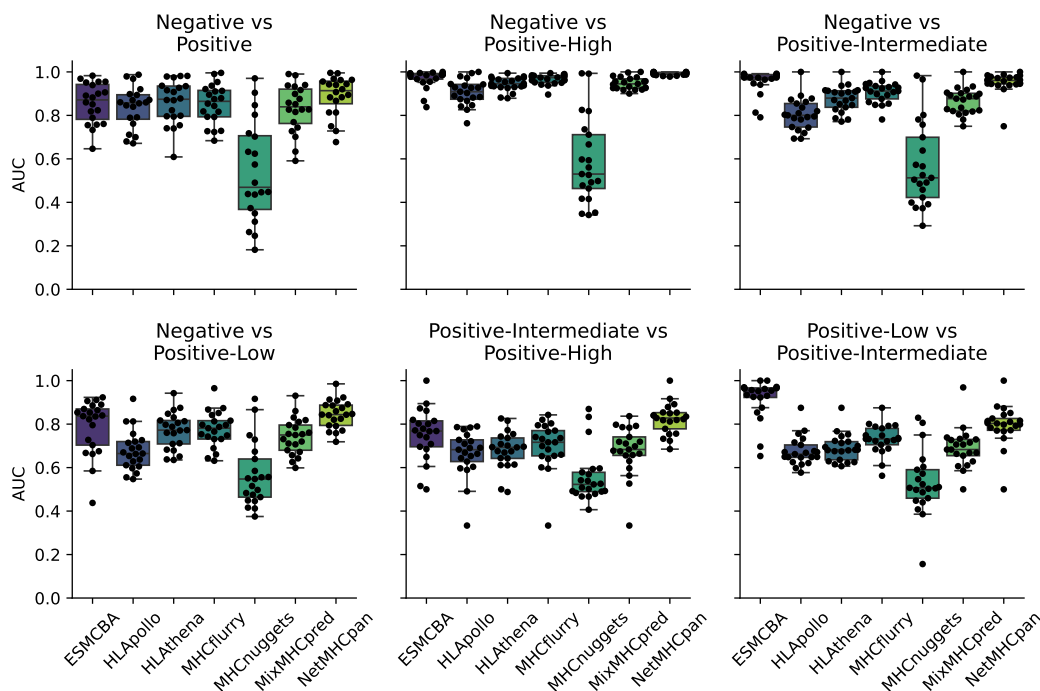 Negative vs
Positive
Negative vs
Positive-High
Negative vs
Positive-Intermediate
AUC
1.0
0.8
0.6
0.4
0.2
0.0
Negative vs
Positive-Low
Positive-Intermediate vs
Positive-High
Positive-Low vs
Positive-Intermediate
AUC
1.0
0.8
0.6
0.4
0.2
0.0
ESMCBA
HLApollo
HLAthena
MHCflurry
MHCnuggets
MixMHCpred
NetMHCpan
ESMCBA
HLApollo
HLAthena
MHCflurry
MHCnuggets
MixMHCpred
NetMHCpan
ESMCBA
HLApollo
HLAthena
MHCflurry
MHCnuggets
MixMHCpred
NetMHCpan